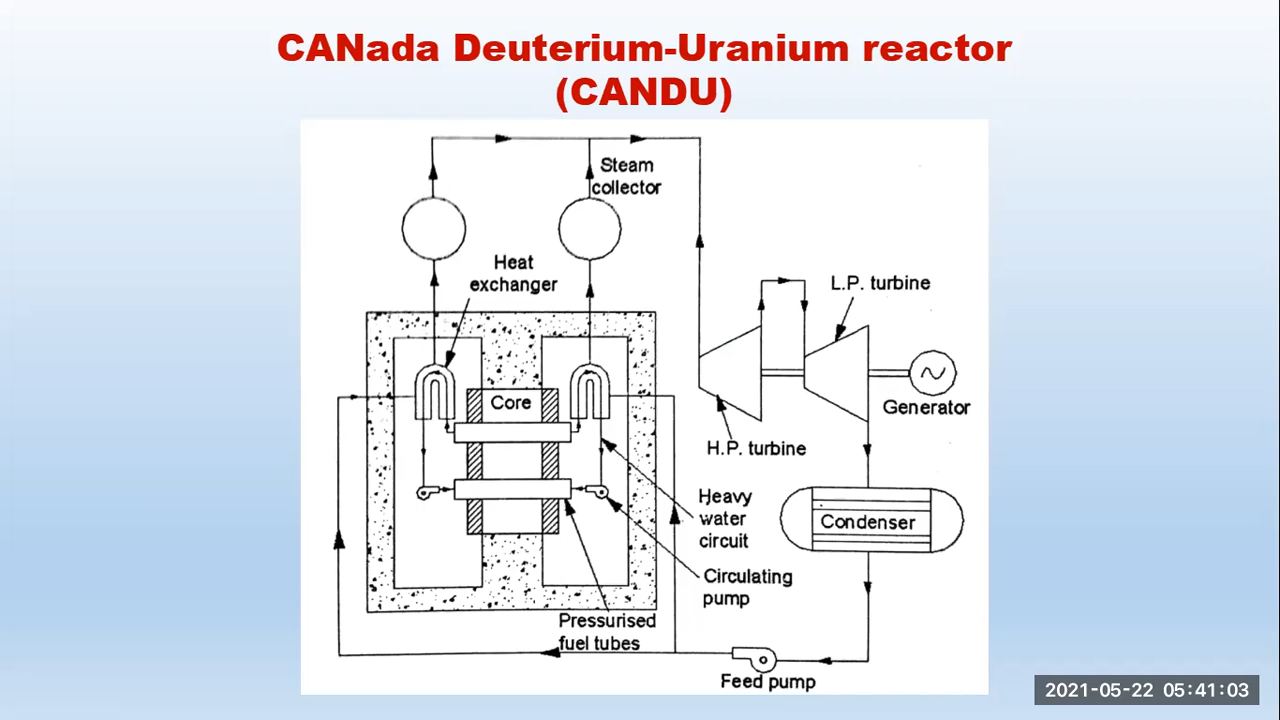 CANada Deuterium-Uranium reactor
(CANDU)
Steam
collector
Heat
exchanger
L.P. turbine
Core
Generator
H.P. turbine
Heavy
water
circuit
Condenser
Circulating
pump
Pressurised
fuel tubes
Feed pump
2021-05-22 05:41:03